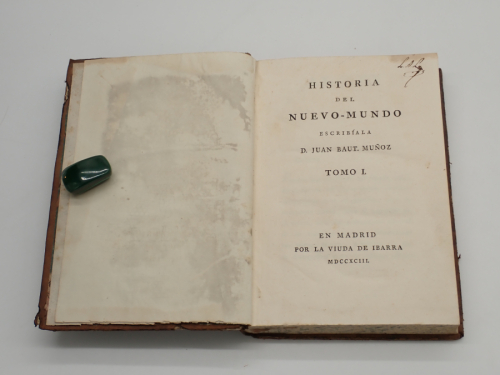 HISTORIA
DEL
NUEVO-MUNDO
ESCRIBÍALA
D. JUAN BAUT. MUÑOZ
TOMO I.
EN MADRID
POR LA VIUDA DE IBARRA
MDCCXCIII.